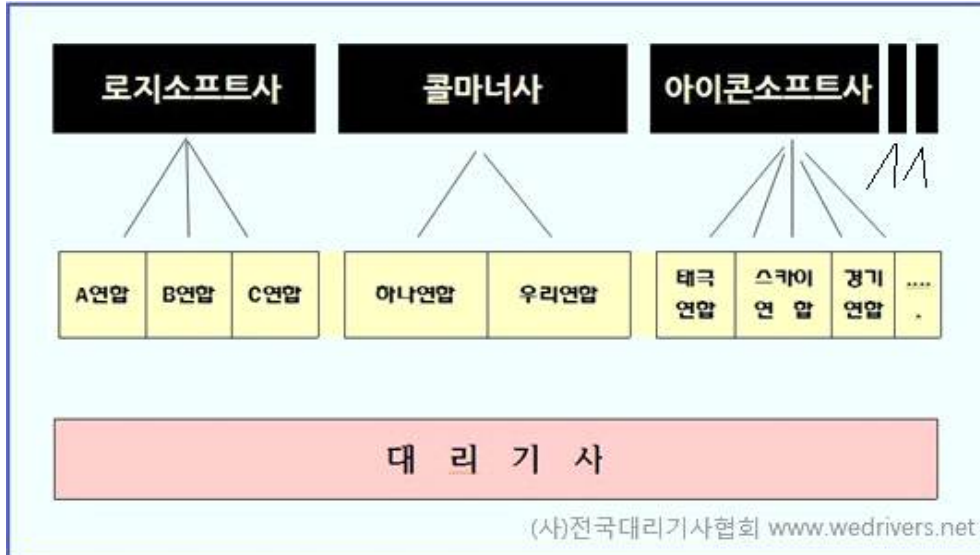 로지소프트사
콜마너사
아이콘소프트사
A연합
B연합
C연합
하나연합
우리연합
태극
연합
스카이
연 합
경기
연합
....
.
대 리 기 사
(사)전국대리기사협회 www.wedrivers.net